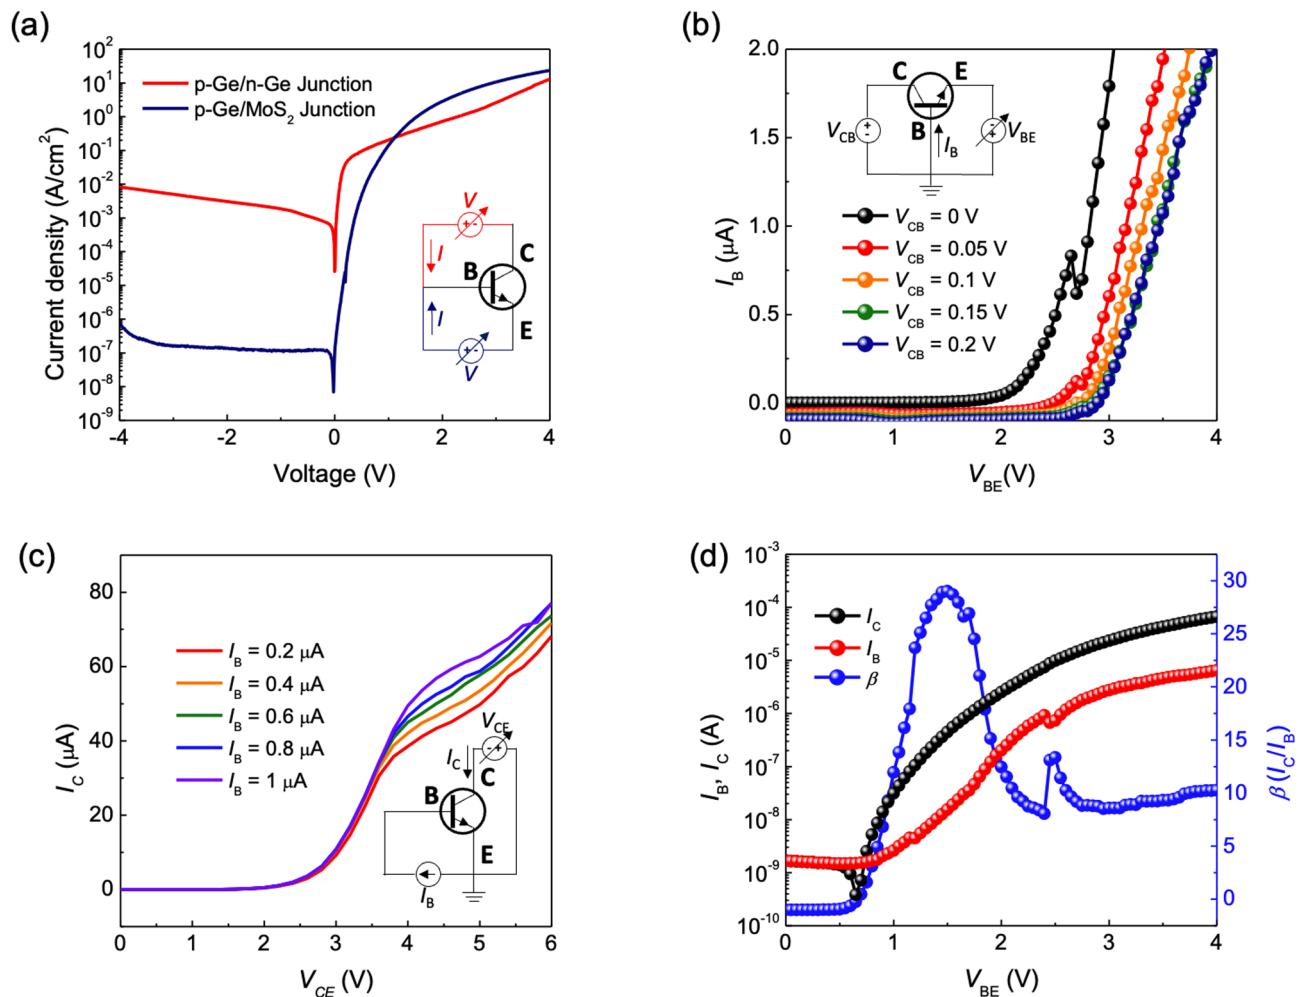 (a)
10²
10¹
10⁰
10⁻¹
10⁻²
10⁻³
10⁻⁴
10⁻⁵
10⁻⁶
10⁻⁷
10⁻⁸
10⁻⁹
Current density (A/cm²)
p-Ge/n-Ge Junction
p-Ge/MoS₂ Junction
V
+ -
I
C
B
I
E
+ -
V
-4 -2 0 2 4
Voltage (V)
(b)
2.0
1.5
1.0
0.5
0.0
I_B (μA)
C E
V_CB
+
-
B
I_B
+
-
V_BE
V_CB = 0 V
V_CB = 0.05 V
V_CB = 0.1 V
V_CB = 0.15 V
V_CB = 0.2 V
0 1 2 3 4
V_BE(V)
(c)
80
60
40
20
0
I_C (μA)
I_B = 0.2 μA
I_B = 0.4 μA
I_B = 0.6 μA
I_B = 0.8 μA
I_B = 1 μA
V_CE
- +
I_C
C
B
E
I_B
0 1 2 3 4 5 6
V_CE (V)
(d)
10⁻³
10⁻⁴
10⁻⁵
10⁻⁶
10⁻⁷
10⁻⁸
10⁻⁹
10⁻¹⁰
I_B, I_C (A)
I_C
I_B
β
30
25
20
15
10
5
0
β (I_C/I_B)
0 1 2 3 4
V_BE (V)